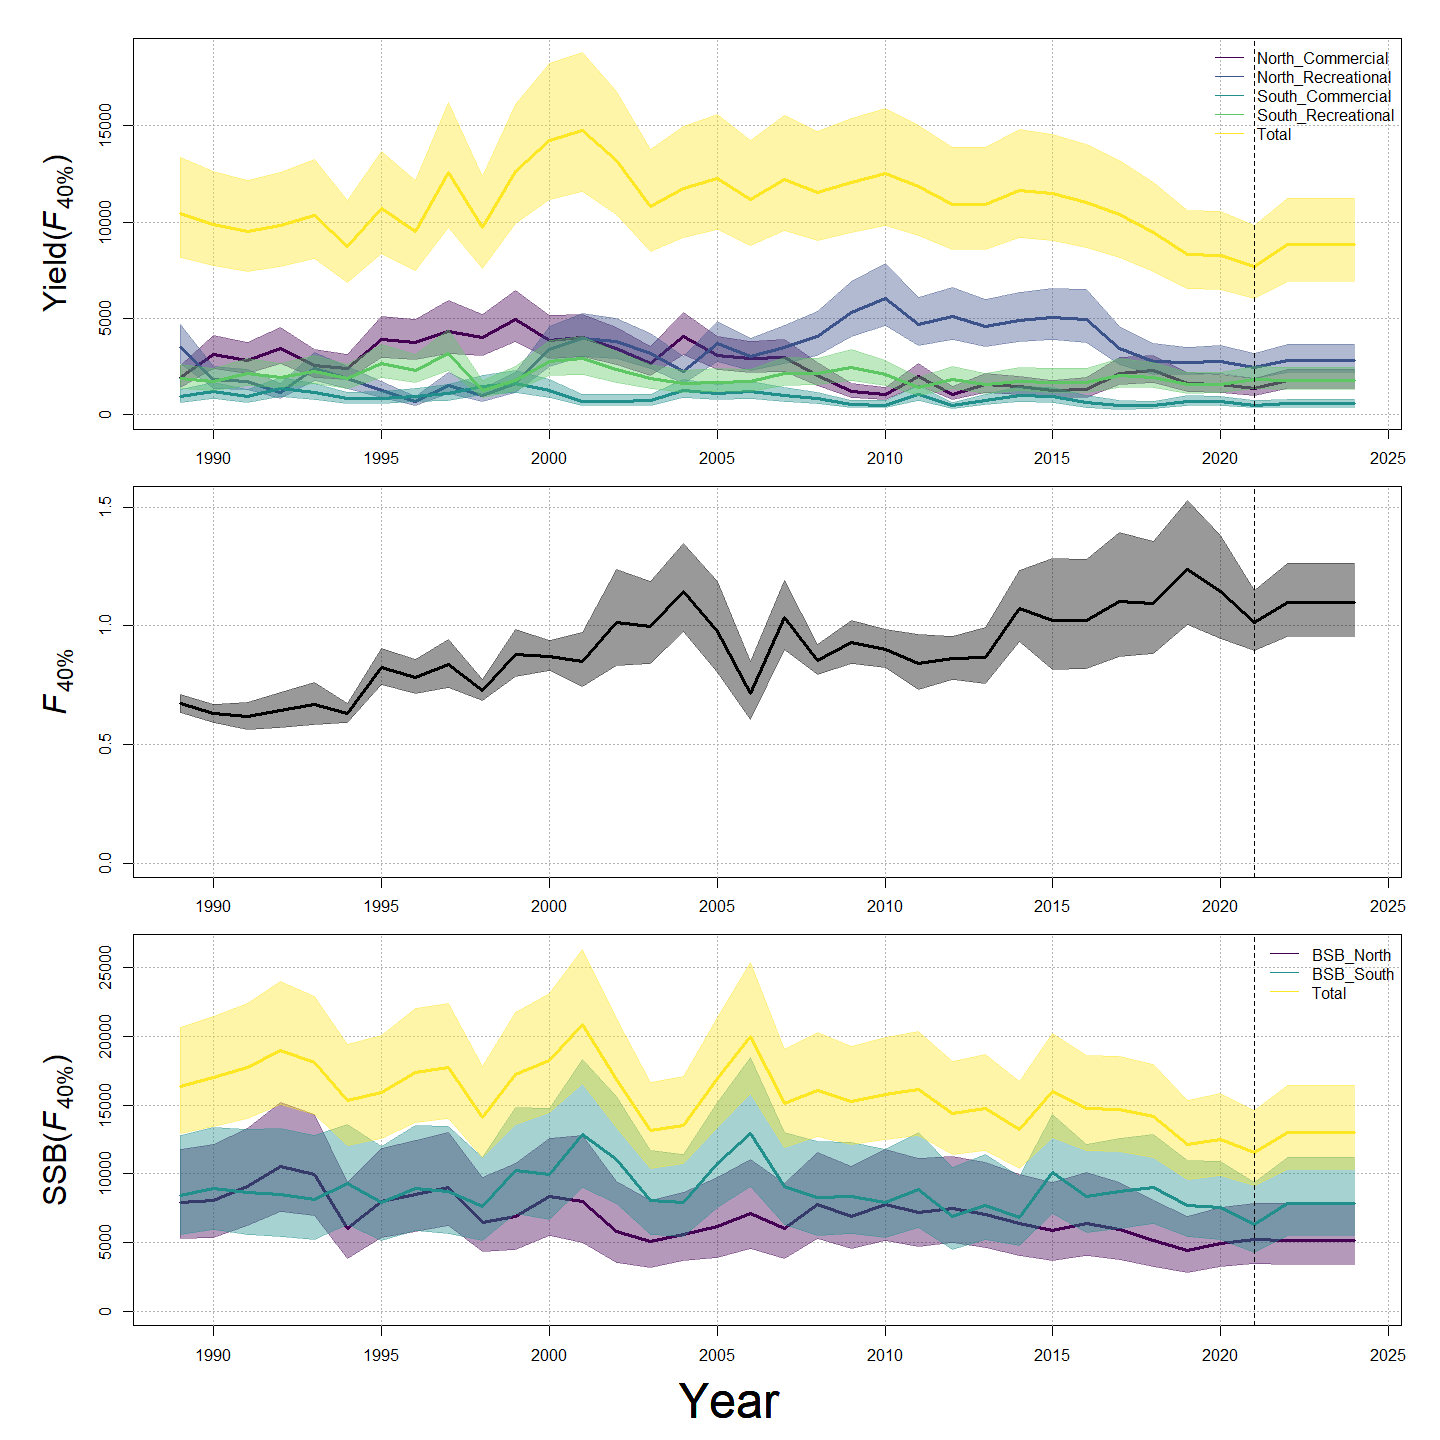 Yield(F40%)
15000
10000
5000
0
North_Commercial
North_Recreational
South_Commercial
South_Recreational
Total
1990 1995 2000 2005 2010 2015 2020 2025
F40%
1.5
1.0
0.5
0.0
1990 1995 2000 2005 2010 2015 2020 2025
SSB(F40%)
25000
20000
15000
10000
5000
0
BSB_North
BSB_South
Total
1990 1995 2000 2005 2010 2015 2020 2025
Year